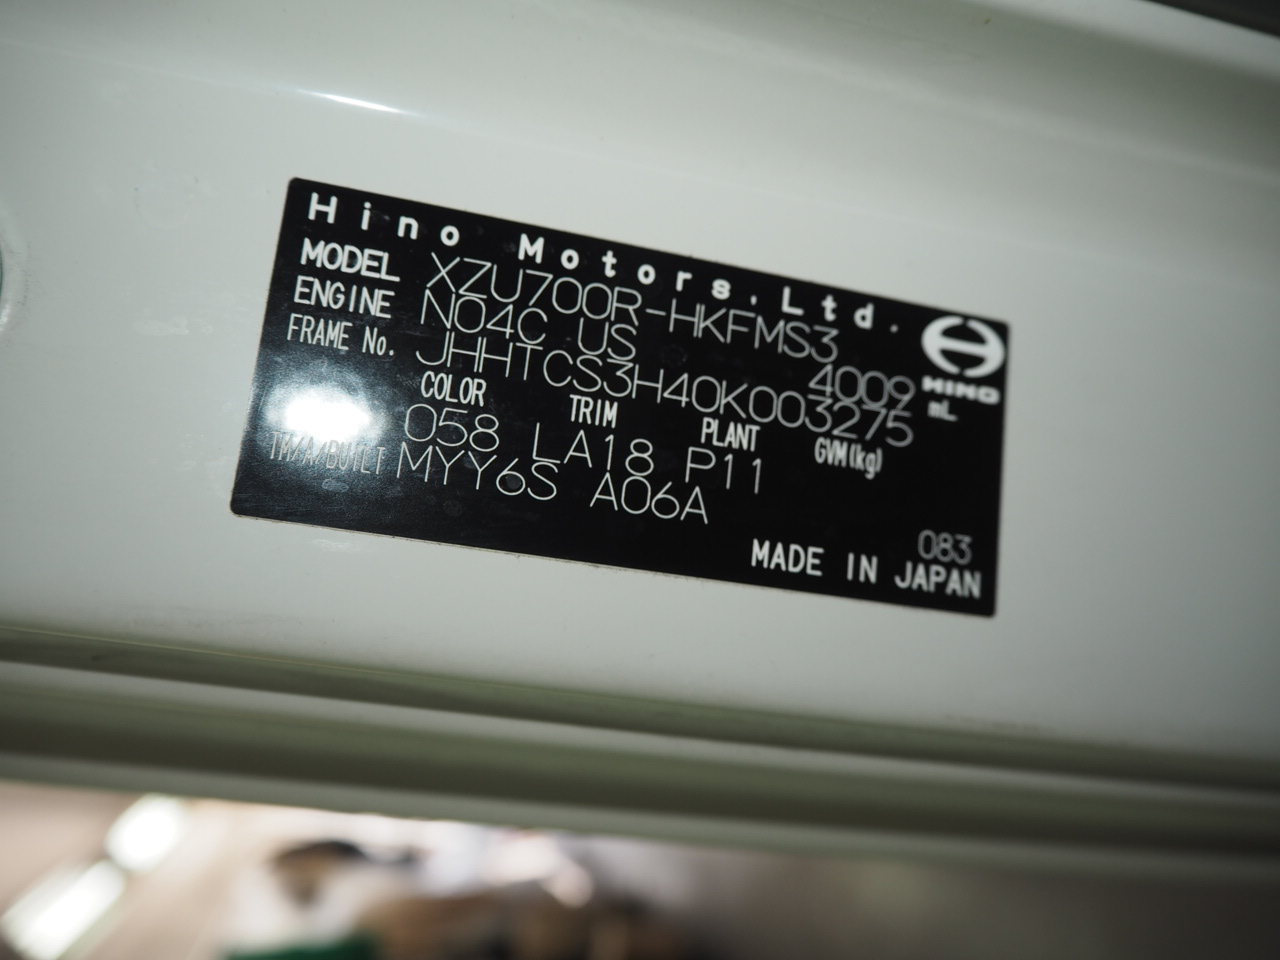 Hino Motors, Ltd.
MODEL XZU700R-HKFMS3
ENGINE N04C US 4009 mL
HINO
FRAME No. JHHTCS3H40K003275
COLOR TRIM PLANT GVM(kg)
058 LA18 P11
TM/A/BUILT MYY6S A06A
083
MADE IN JAPAN